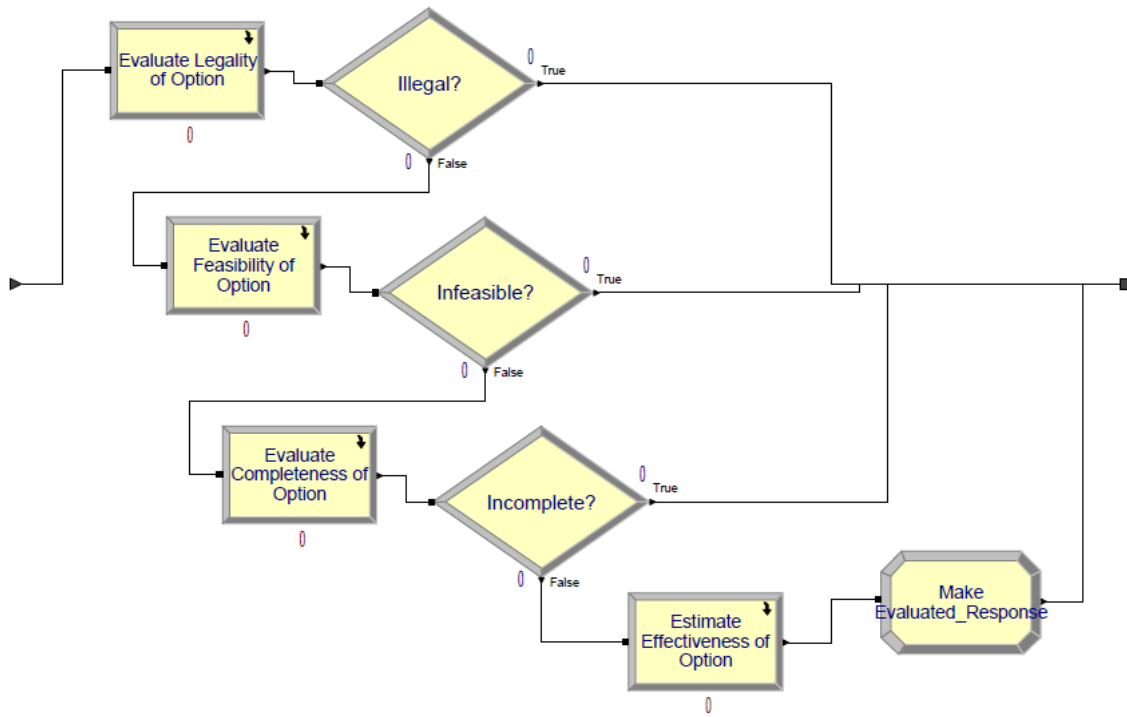 Evaluate Legality
of Option
0
Illegal?
0
True
0
False
Evaluate
Feasibility of
Option
0
Infeasible?
0
True
0
False
Evaluate
Completeness of
Option
0
Incomplete?
0
True
0
False
Estimate
Effectiveness of
Option
0
Make
Evaluated_Response